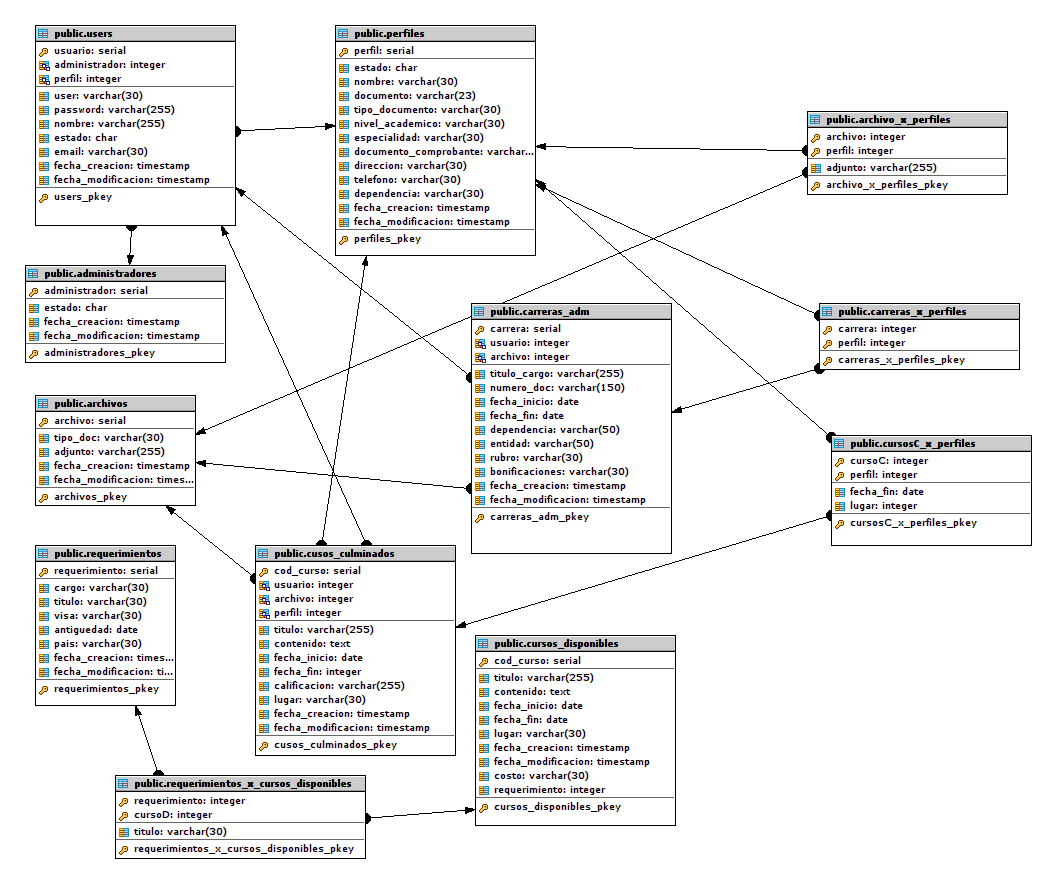 public.users
usuario: serial
administrador: integer
perfil: integer
user: varchar(30)
password: varchar(255)
nombre: varchar(255)
estado: char
email: varchar(30)
fecha_creacion: timestamp
fecha_modificacion: timestamp
users_pkey
public.perfiles
perfil: serial
estado: char
nombre: varchar(30)
documento: varchar(23)
tipo_documento: varchar(30)
nivel_academico: varchar(30)
especialidad: varchar(30)
documento_comprobante: varchar...
direccion: varchar(30)
telefono: varchar(30)
dependencia: varchar(30)
fecha_creacion: timestamp
fecha_modificacion: timestamp
perfiles_pkey
public.archivo_x_perfiles
archivo: integer
perfil: integer
adjunto: varchar(255)
archivo_x_perfiles_pkey
public.administradores
administrador: serial
estado: char
fecha_creacion: timestamp
fecha_modificacion: timestamp
administradores_pkey
public.carreras_adm
carrera: serial
usuario: integer
archivo: integer
titulo_cargo: varchar(255)
numero_doc: varchar(150)
fecha_inicio: date
fecha_fin: date
dependencia: varchar(50)
entidad: varchar(50)
rubro: varchar(30)
bonificaciones: varchar(30)
fecha_creacion: timestamp
fecha_modificacion: timestamp
carreras_adm_pkey
public.carreras_x_perfiles
carrera: integer
perfil: integer
carreras_x_perfiles_pkey
public.archivos
archivo: serial
tipo_doc: varchar(30)
adjunto: varchar(255)
fecha_creacion: timestamp
fecha_modificacion: times...
archivos_pkey
public.cursosC_x_perfiles
cursoC: integer
perfil: integer
fecha_fin: date
lugar: integer
cursosC_x_perfiles_pkey
public.requerimientos
requerimiento: serial
cargo: varchar(30)
titulo: varchar(30)
visa: varchar(30)
antiguedad: date
pais: varchar(30)
fecha_creacion: times...
fecha_modificacion: ti...
requerimientos_pkey
public.cusos_culminados
cod_curso: serial
usuario: integer
archivo: integer
perfil: integer
titulo: varchar(255)
contenido: text
fecha_inicio: date
fecha_fin: integer
calificacion: varchar(255)
lugar: varchar(30)
fecha_creacion: timestamp
fecha_modificacion: timestamp
cusos_culminados_pkey
public.cursos_disponibles
cod_curso: serial
titulo: varchar(255)
contenido: text
fecha_inicio: date
fecha_fin: date
lugar: varchar(30)
fecha_creacion: timestamp
fecha_modificacion: timestamp
costo: varchar(30)
requerimiento: integer
cursos_disponibles_pkey
public.requerimientos_x_cursos_disponibles
requerimiento: integer
cursoD: integer
titulo: varchar(30)
requerimientos_x_cursos_disponibles_pkey